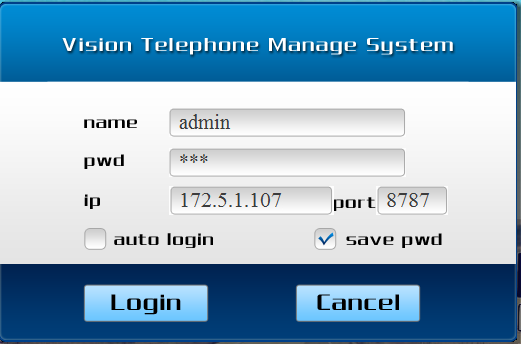 Vision Telephone Manage System
name admin
pwd ***
ip 172.5.1.107 port 8787
auto login save pwd
Login Cancel